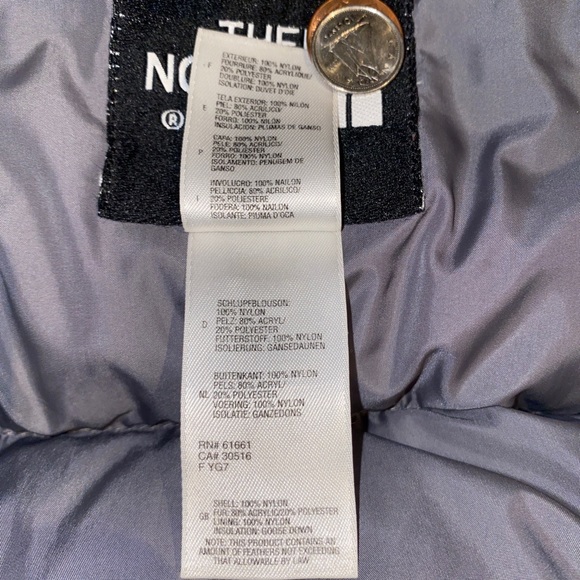 THE
NO
®
EXTERIEUR: 100% NYLON
F POURRURE: 80% ACRYLIQUE/
20% POLYESTER
DOUBLURE: 100% NYLON
ISOLATION: DUVET D'OIE
TELA EXTERIOR: 100% NYLON
E PIEL: 80% ACRILICO/
20% POLIESTER
FORRO: 100% NILON
INSULACION: PLUMAS DE GANSO
CAPA: 100% NYLON
P PELE: 80% ACRILICO/
20% POLIESTER
FORRO: 100% NYLON
ISOLAMENTO: PENUGEM DE
GANSO
INVOLUCRO: 100% NAILON
PELLICCIA: 80% ACRILICO/
I 20% POLIESTERE
FODERA: 100% NAILON
ISOLANTE: PIUMA D'OCA
SCHLUPFBLOUSON:
100% NYLON
D PELZ: 80% ACRYL/
20% POLYESTER
FUTTERSTOFF: 100% NYLON
ISOLIERUNG: GANSEDAUNEN
BUITENKANT: 100% NYLON
PELS: 80% ACRYL/
NL 20% POLYESTER
VOERING: 100% NYLON
ISOLATIE: GANZEDONS
RN# 61661
CA# 30516
F YG7
SHELL: 100% NYLON
GB FUR: 80% ACRYLIC/20% POLYESTER
LINING: 100% NYLON
INSULATION: GOOSE DOWN
NOTE: THIS PRODUCT CONTAINS AN
AMOUNT OF FEATHERS NOT EXCEEDING
THAT ALLOWABLE BY LAW